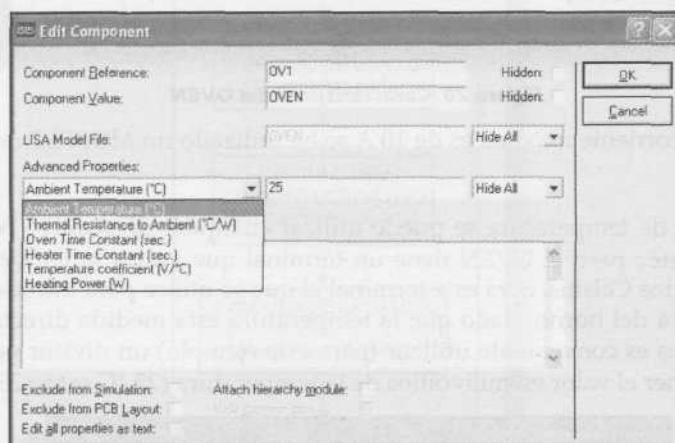 ISIS Edit Component
Component Reference: OV1 Hidden:
Component Value: OVEN Hidden:
OK
Cancel
LISA Model File: OVEN Hide All
Advanced Properties:
Ambient Temperature (°C) 25 Hide All
Ambient Temperature (°C)
Thermal Resistance to Ambient (°C/W)
Oven Time Constant (sec.)
Heater Time Constant (sec.)
Temperature coefficient (V/°C)
Heating Power (W)
Exclude from Simulation: Attach hierarchy module:
Exclude from PCB Layout:
Edit all properties as text: